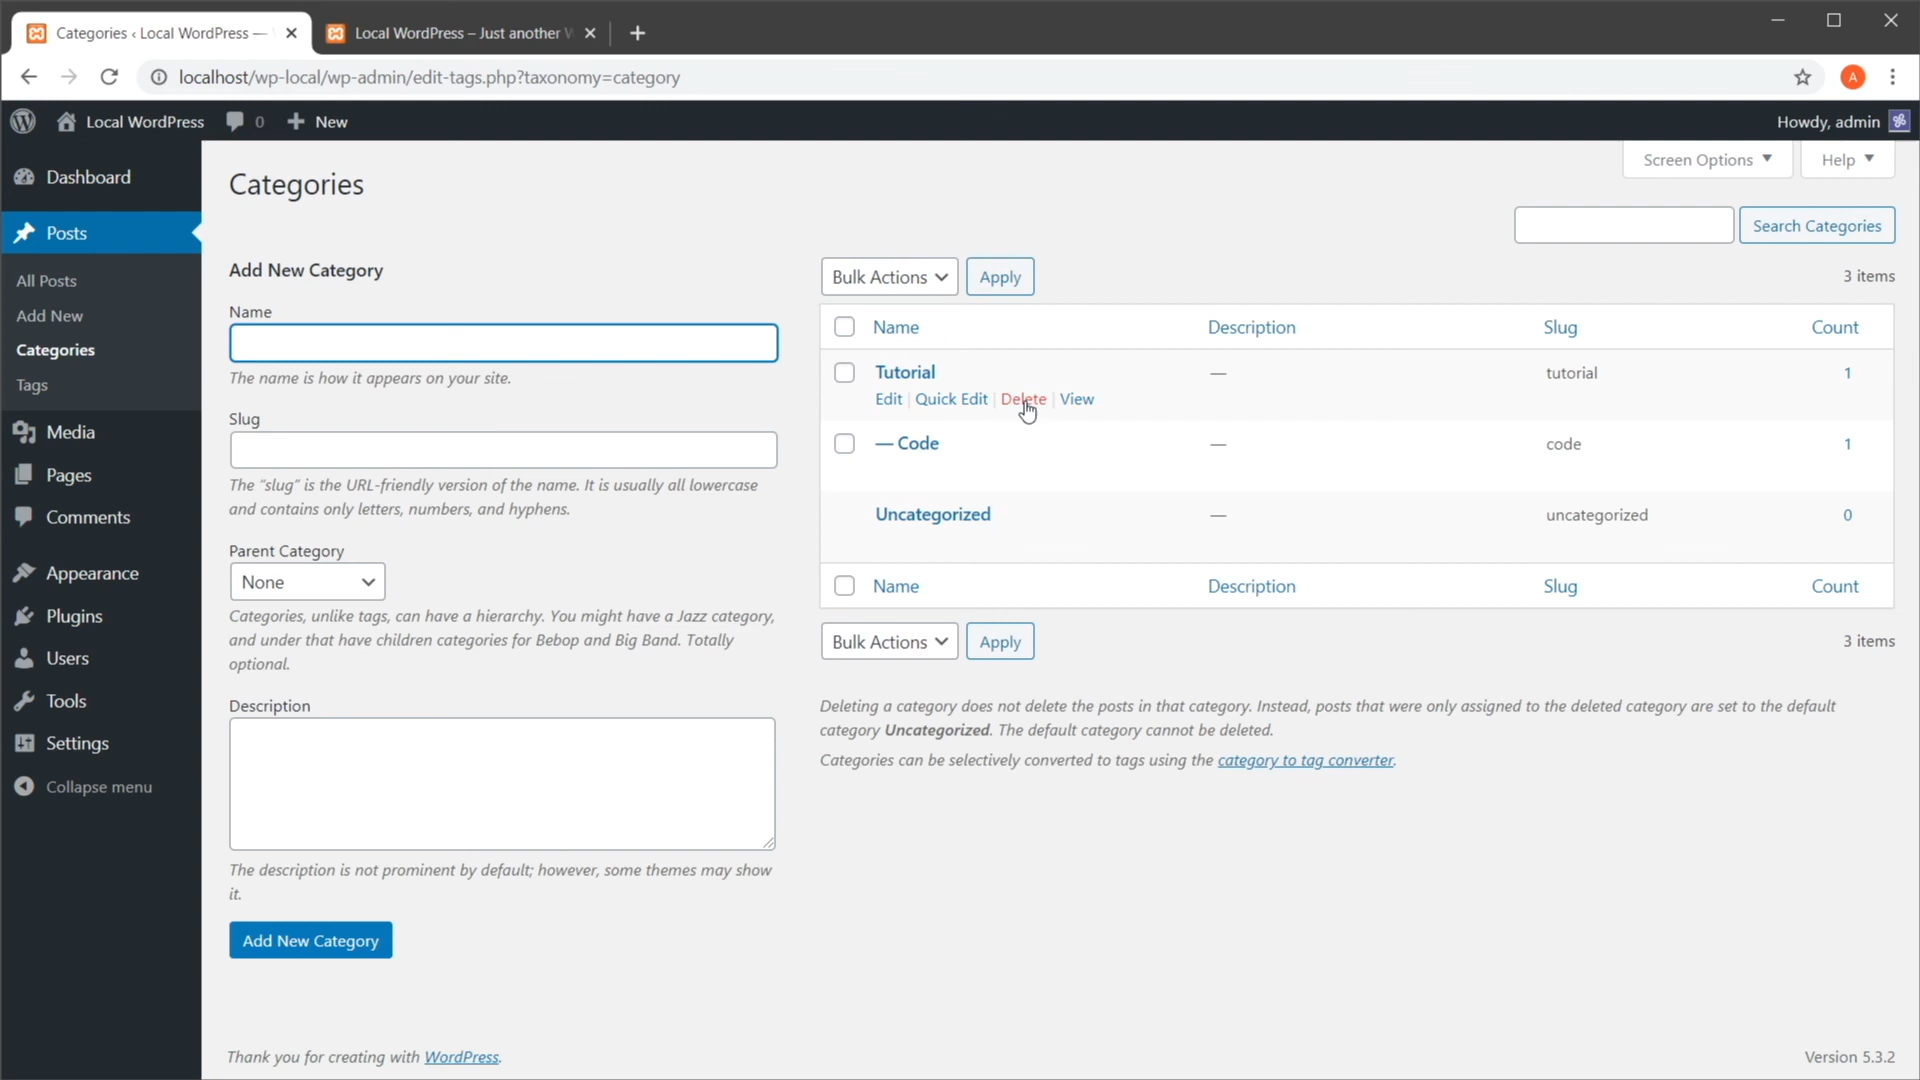 Categories ‹ Local WordPress —
Local WordPress – Just another
localhost/wp-local/wp-admin/edit-tags.php?taxonomy=category
A
Local WordPress 0 New
Howdy, admin
Dashboard
Posts
All Posts
Add New
Categories
Tags
Media
Pages
Comments
Appearance
Plugins
Users
Tools
Settings
Collapse menu
Screen Options
Help
Categories
Search Categories
Add New Category
Name
The name is how it appears on your site.
Slug
The “slug” is the URL-friendly version of the name. It is usually all lowercase
and contains only letters, numbers, and hyphens.
Parent Category
None
Categories, unlike tags, can have a hierarchy. You might have a Jazz category,
and under that have children categories for Bebop and Big Band. Totally
optional.
Description
The description is not prominent by default; however, some themes may show
it.
Add New Category
Bulk Actions Apply 3 items
Name Description Slug Count
Tutorial — tutorial 1
Edit | Quick Edit | Delete | View
— Code — code 1
Uncategorized — uncategorized 0
Name Description Slug Count
Bulk Actions Apply 3 items
Deleting a category does not delete the posts in that category. Instead, posts that were only assigned to the deleted category are set to the default
category Uncategorized. The default category cannot be deleted.
Categories can be selectively converted to tags using the category to tag converter.
Thank you for creating with WordPress.
Version 5.3.2